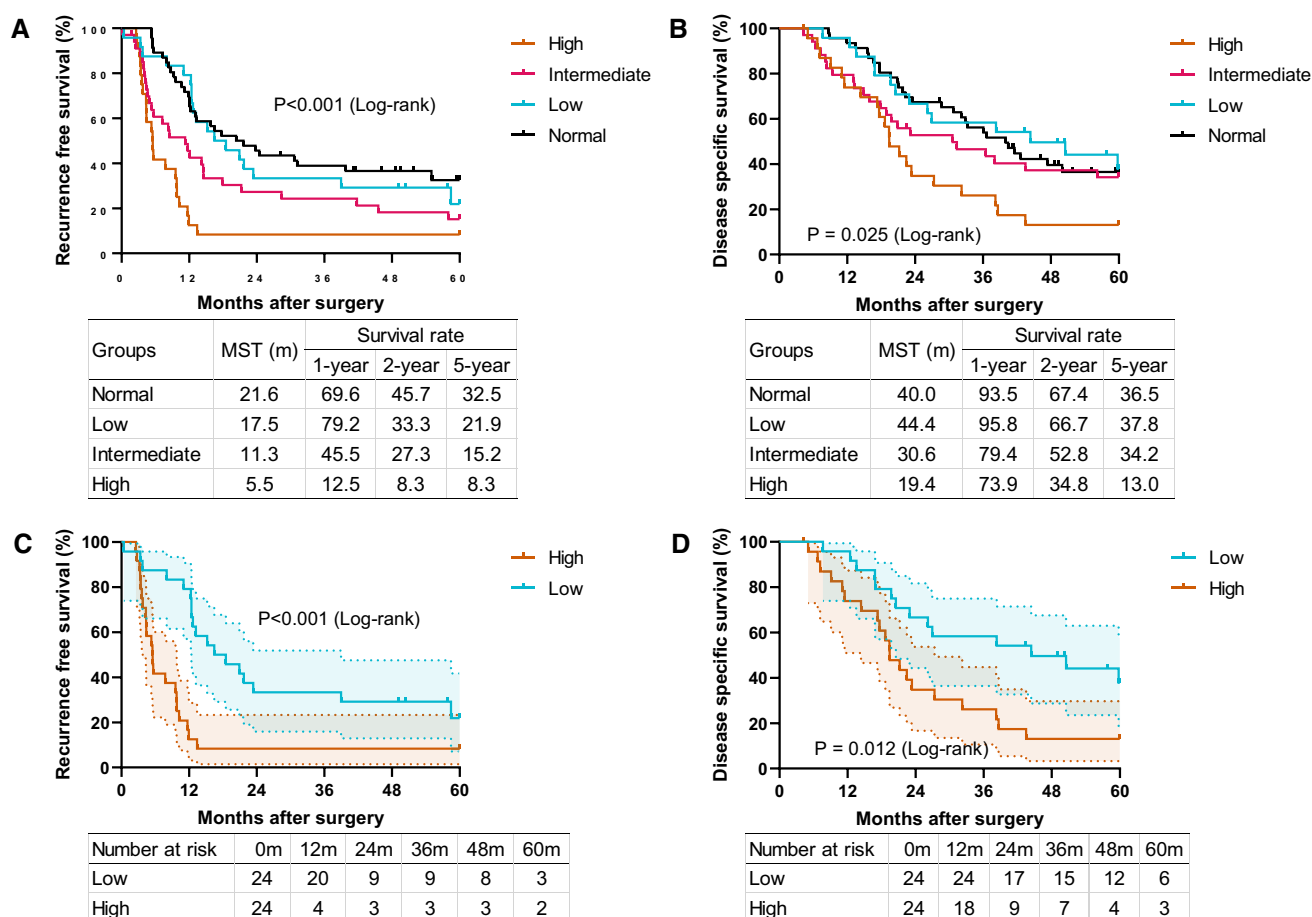 A
Recurrence free survival (%)
100
80
60
40
20
0
P<0.001 (Log-rank)
High
Intermediate
Low
Normal
0 12 24 36 48 60
Months after surgery
Groups MST (m) Survival rate
1-year 2-year 5-year
Normal 21.6 69.6 45.7 32.5
Low 17.5 79.2 33.3 21.9
Intermediate 11.3 45.5 27.3 15.2
High 5.5 12.5 8.3 8.3
B
Disease specific survival (%)
100
80
60
40
20
0
P = 0.025 (Log-rank)
High
Intermediate
Low
Normal
0 12 24 36 48 60
Months after surgery
Groups MST (m) Survival rate
1-year 2-year 5-year
Normal 40.0 93.5 67.4 36.5
Low 44.4 95.8 66.7 37.8
Intermediate 30.6 79.4 52.8 34.2
High 19.4 73.9 34.8 13.0
C
Recurrence free survival (%)
100
80
60
40
20
0
P<0.001 (Log-rank)
High
Low
0 12 24 36 48 60
Months after surgery
Number at risk 0m 12m 24m 36m 48m 60m
Low 24 20 9 9 8 3
High 24 4 3 3 3 2
D
Disease specific survival (%)
100
80
60
40
20
0
P = 0.012 (Log-rank)
Low
High
0 12 24 36 48 60
Months after surgery
Number at risk 0m 12m 24m 36m 48m 60m
Low 24 24 17 15 12 6
High 24 18 9 7 4 3